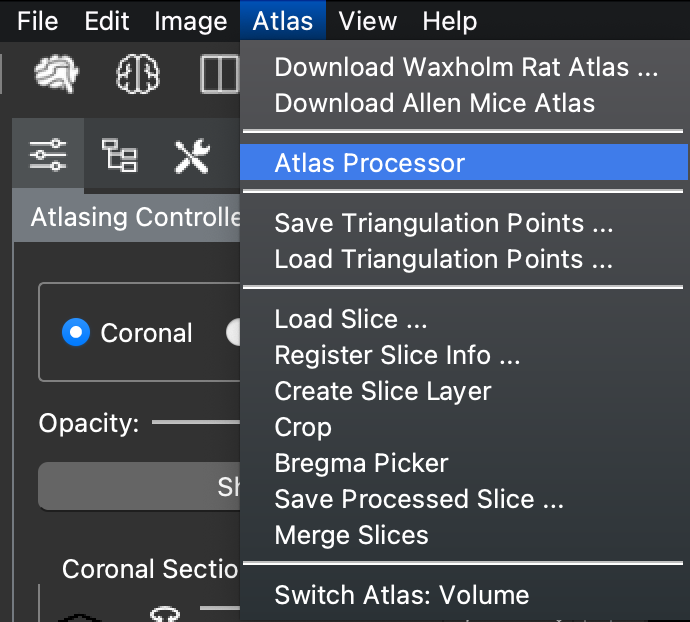 File Edit Image Atlas View Help
Download Waxholm Rat Atlas ...
Download Allen Mice Atlas
Atlas Processor
Atlasing Controlle
Save Triangulation Points ...
Load Triangulation Points ...
Load Slice ...
Coronal
Register Slice Info ...
Create Slice Layer
Opacity:
Crop
Bregma Picker
Sh
Save Processed Slice ...
Merge Slices
Coronal Sectio
Switch Atlas: Volume